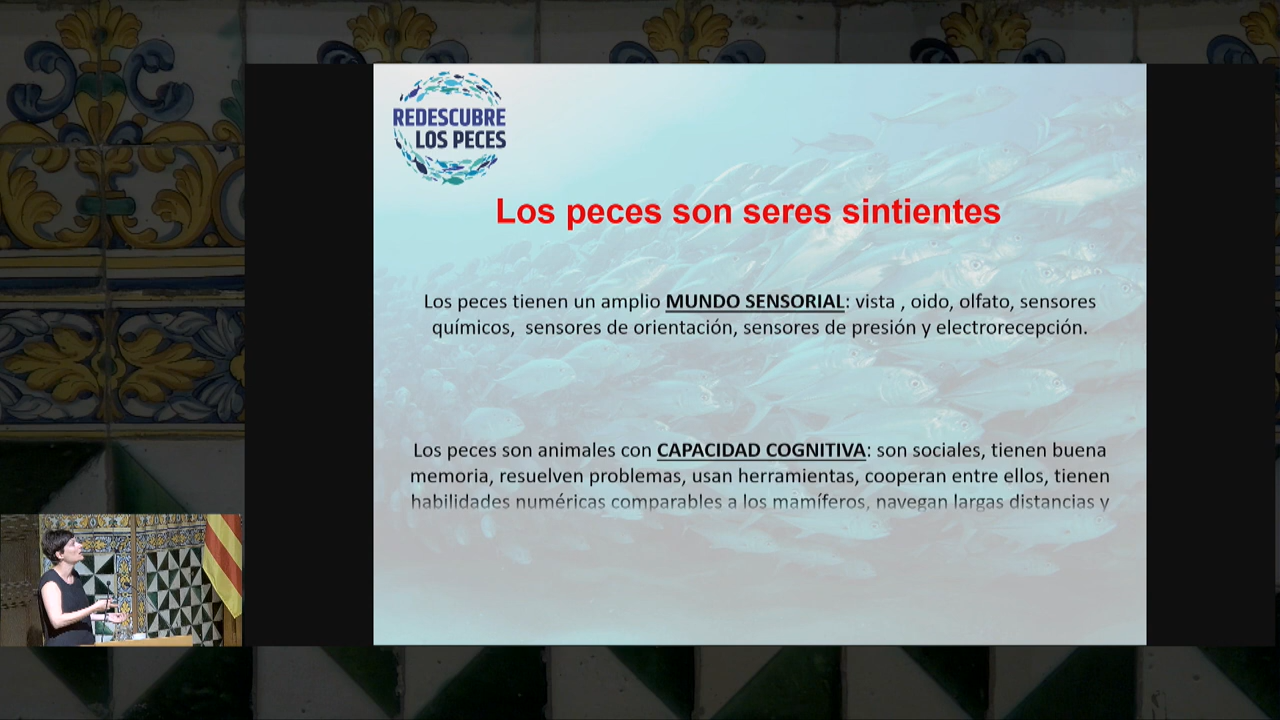 REDESCUBRE
LOS PECES
Los peces son seres sintientes
Los peces tienen un amplio MUNDO SENSORIAL: vista , oido, olfato, sensores
químicos, sensores de orientación, sensores de presión y electrorecepción.
Los peces son animales con CAPACIDAD COGNITIVA: son sociales, tienen buena
memoria, resuelven problemas, usan herramientas, cooperan entre ellos, tienen
habilidades numéricas comparables a los mamíferos, navegan largas distancias y